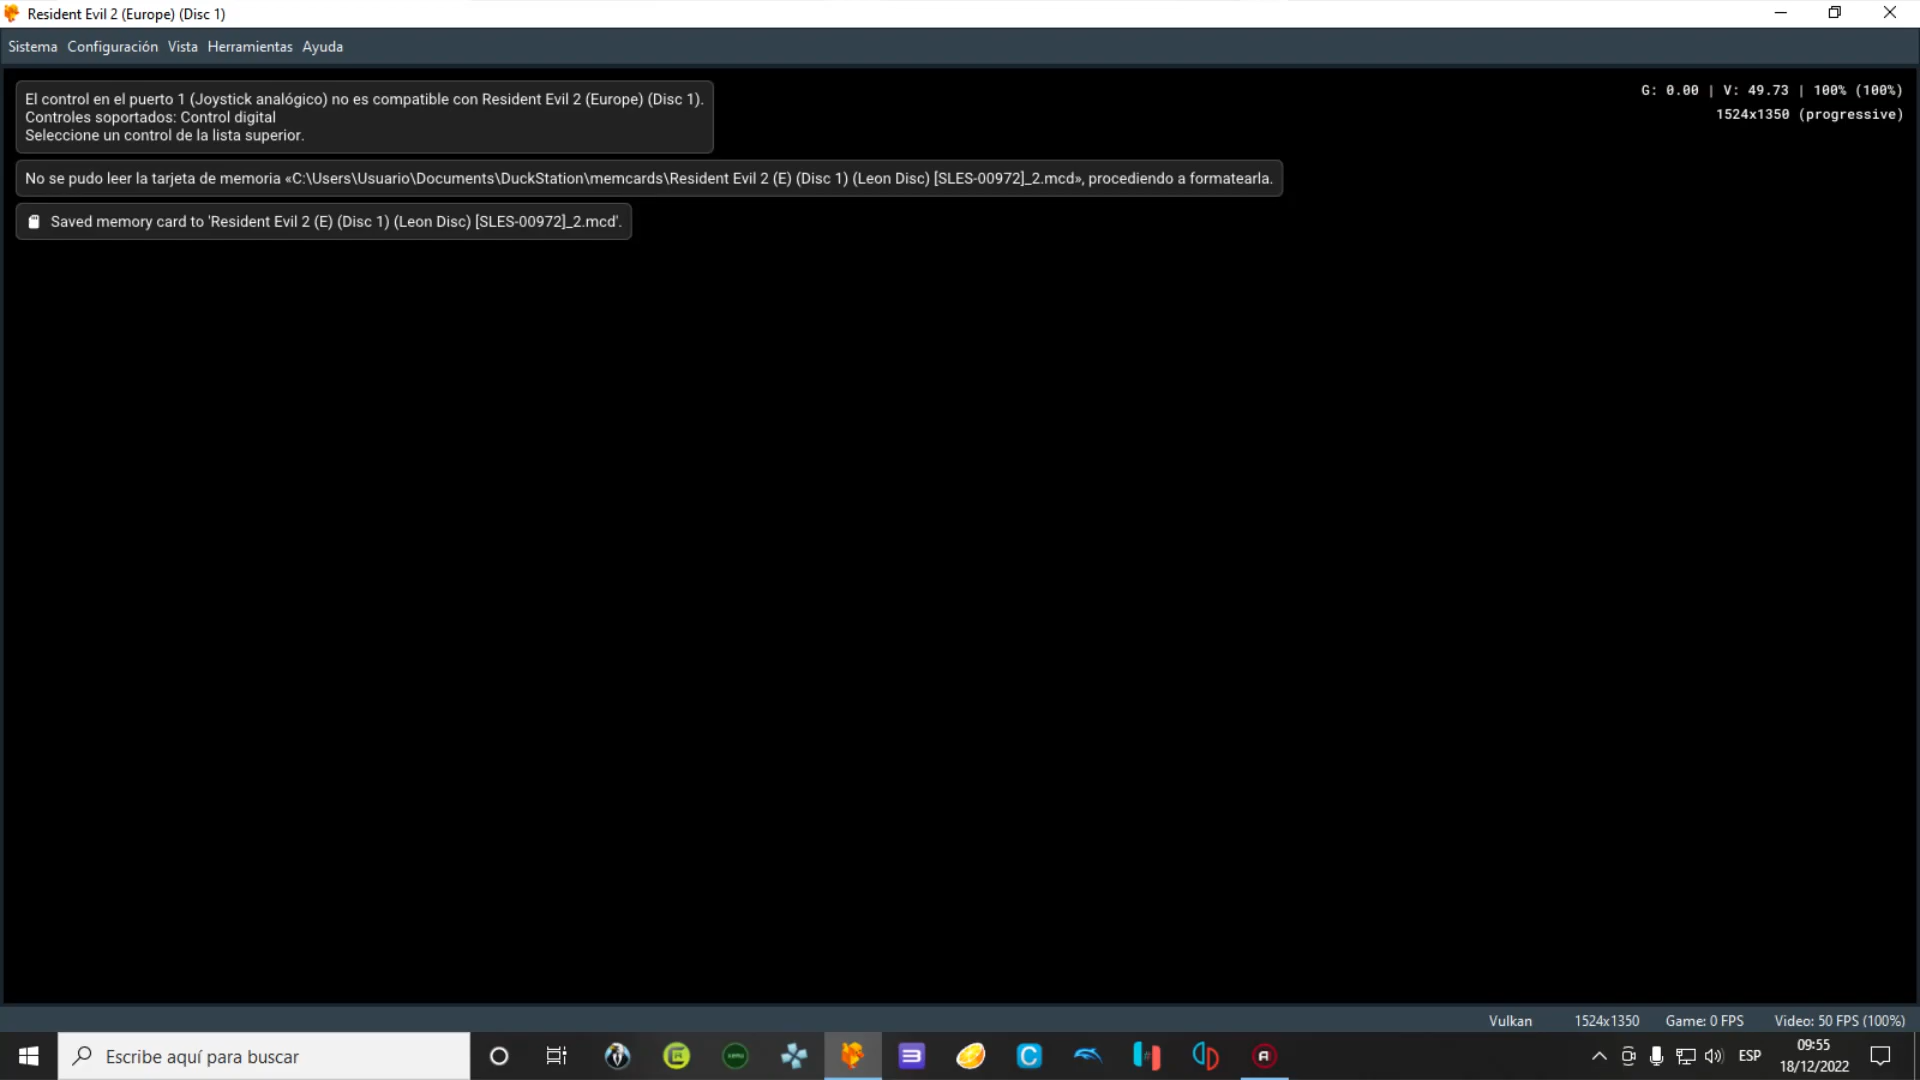 Resident Evil 2 (Europe) (Disc 1)
Sistema Configuración Vista Herramientas Ayuda
El control en el puerto 1 (Joystick analógico) no es compatible con Resident Evil 2 (Europe) (Disc 1).
Controles soportados: Control digital
Seleccione un control de la lista superior.
G: 0.00 | V: 49.73 | 100% (100%)
1524x1350 (progressive)
No se pudo leer la tarjeta de memoria «C:\Users\Usuario\Documents\DuckStation\memcards\Resident Evil 2 (E) (Disc 1) (Leon Disc) [SLES-00972]_2.mcd», procediendo a formatearla.
Saved memory card to 'Resident Evil 2 (E) (Disc 1) (Leon Disc) [SLES-00972]_2.mcd'.
Vulkan 1524x1350 Game: 0 FPS Video: 50 FPS (100%)
Escribe aquí para buscar
ESP
09:55
18/12/2022